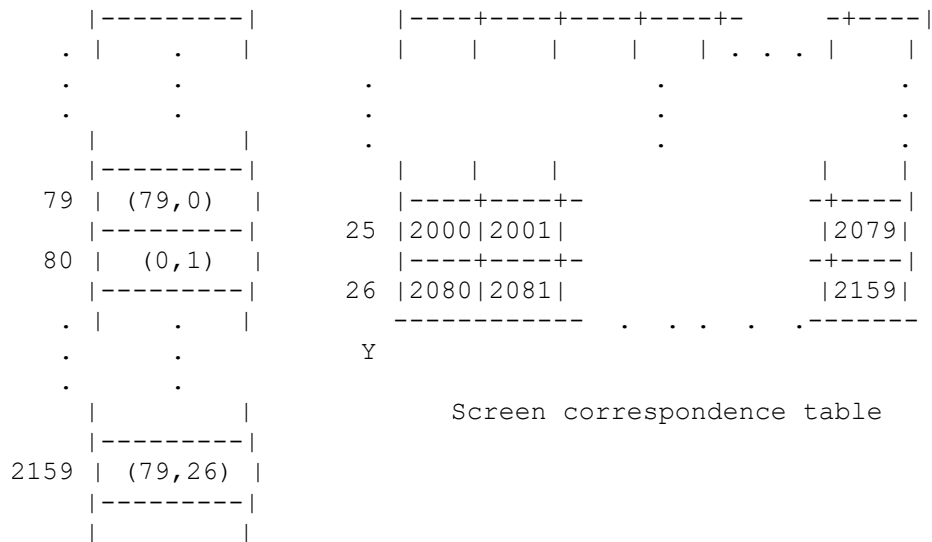 |---------|         |----+----+----+----+-     -+----|
    . |    .    |         |    |    |    |   | . . . |    |
    .      .            .                  .               .
    .      .            .                  .               .
      |         |       .                  .               .
      |---------|         |    |    |                |    |
   79 | (79,0)  |         |----+----+-              -+----|
      |---------|      25 |2000|2001|                |2079|
   80 |  (0,1)  |         |----+----+-              -+----|
      |---------|      26 |2080|2081|                |2159|
    . |    .    |         ------------  .  .  .  .  .-------
    .      .            Y
    .      .
      |         |             Screen correspondence table
      |---------|
 2159 | (79,26) |
      |---------|
      |         |